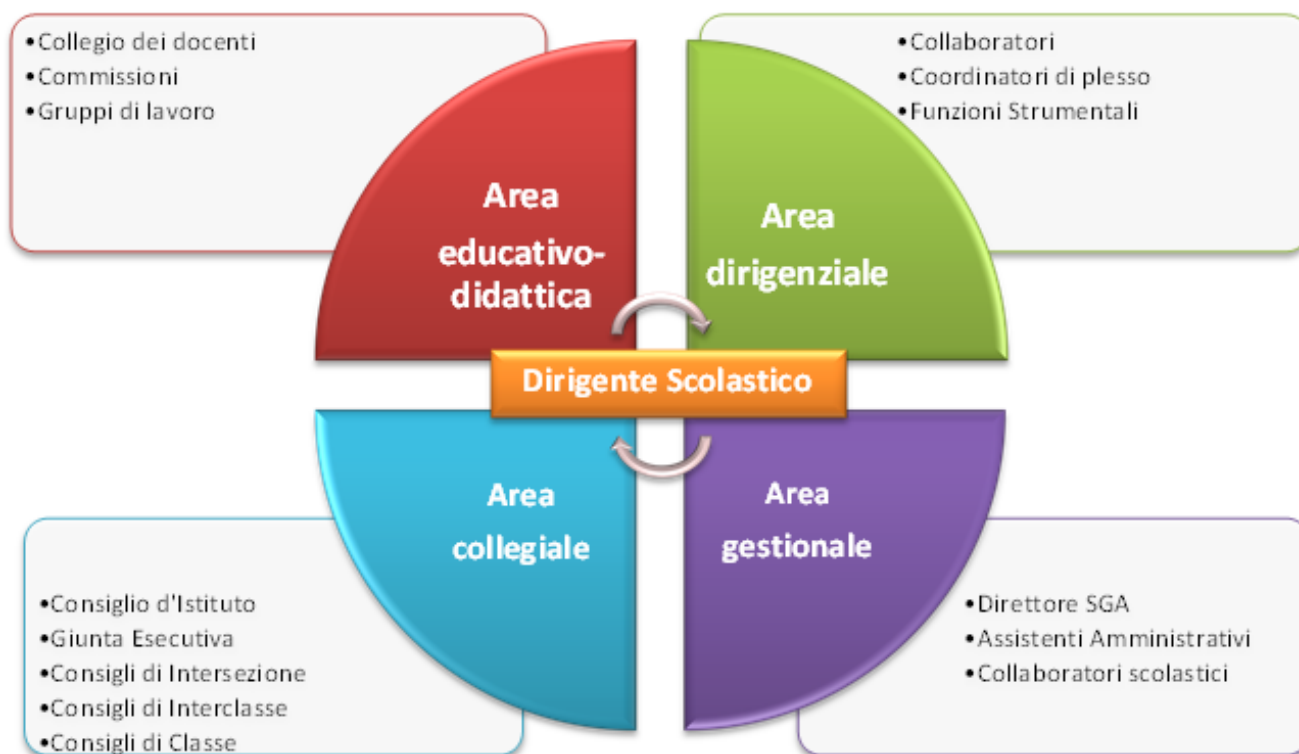 •Collegio dei docenti
•Commissioni
•Gruppi di lavoro
•Collaboratori
•Coordinatori di plesso
•Funzioni Strumentali
Area
educativo-
didattica
Area
dirigenziale
Dirigente Scolastico
Area
collegiale
Area
gestionale
•Consiglio d'Istituto
•Giunta Esecutiva
•Consigli di Intersezione
•Consigli di Interclasse
•Consigli di Classe
•Direttore SGA
•Assistenti Amministrativi
•Collaboratori scolastici